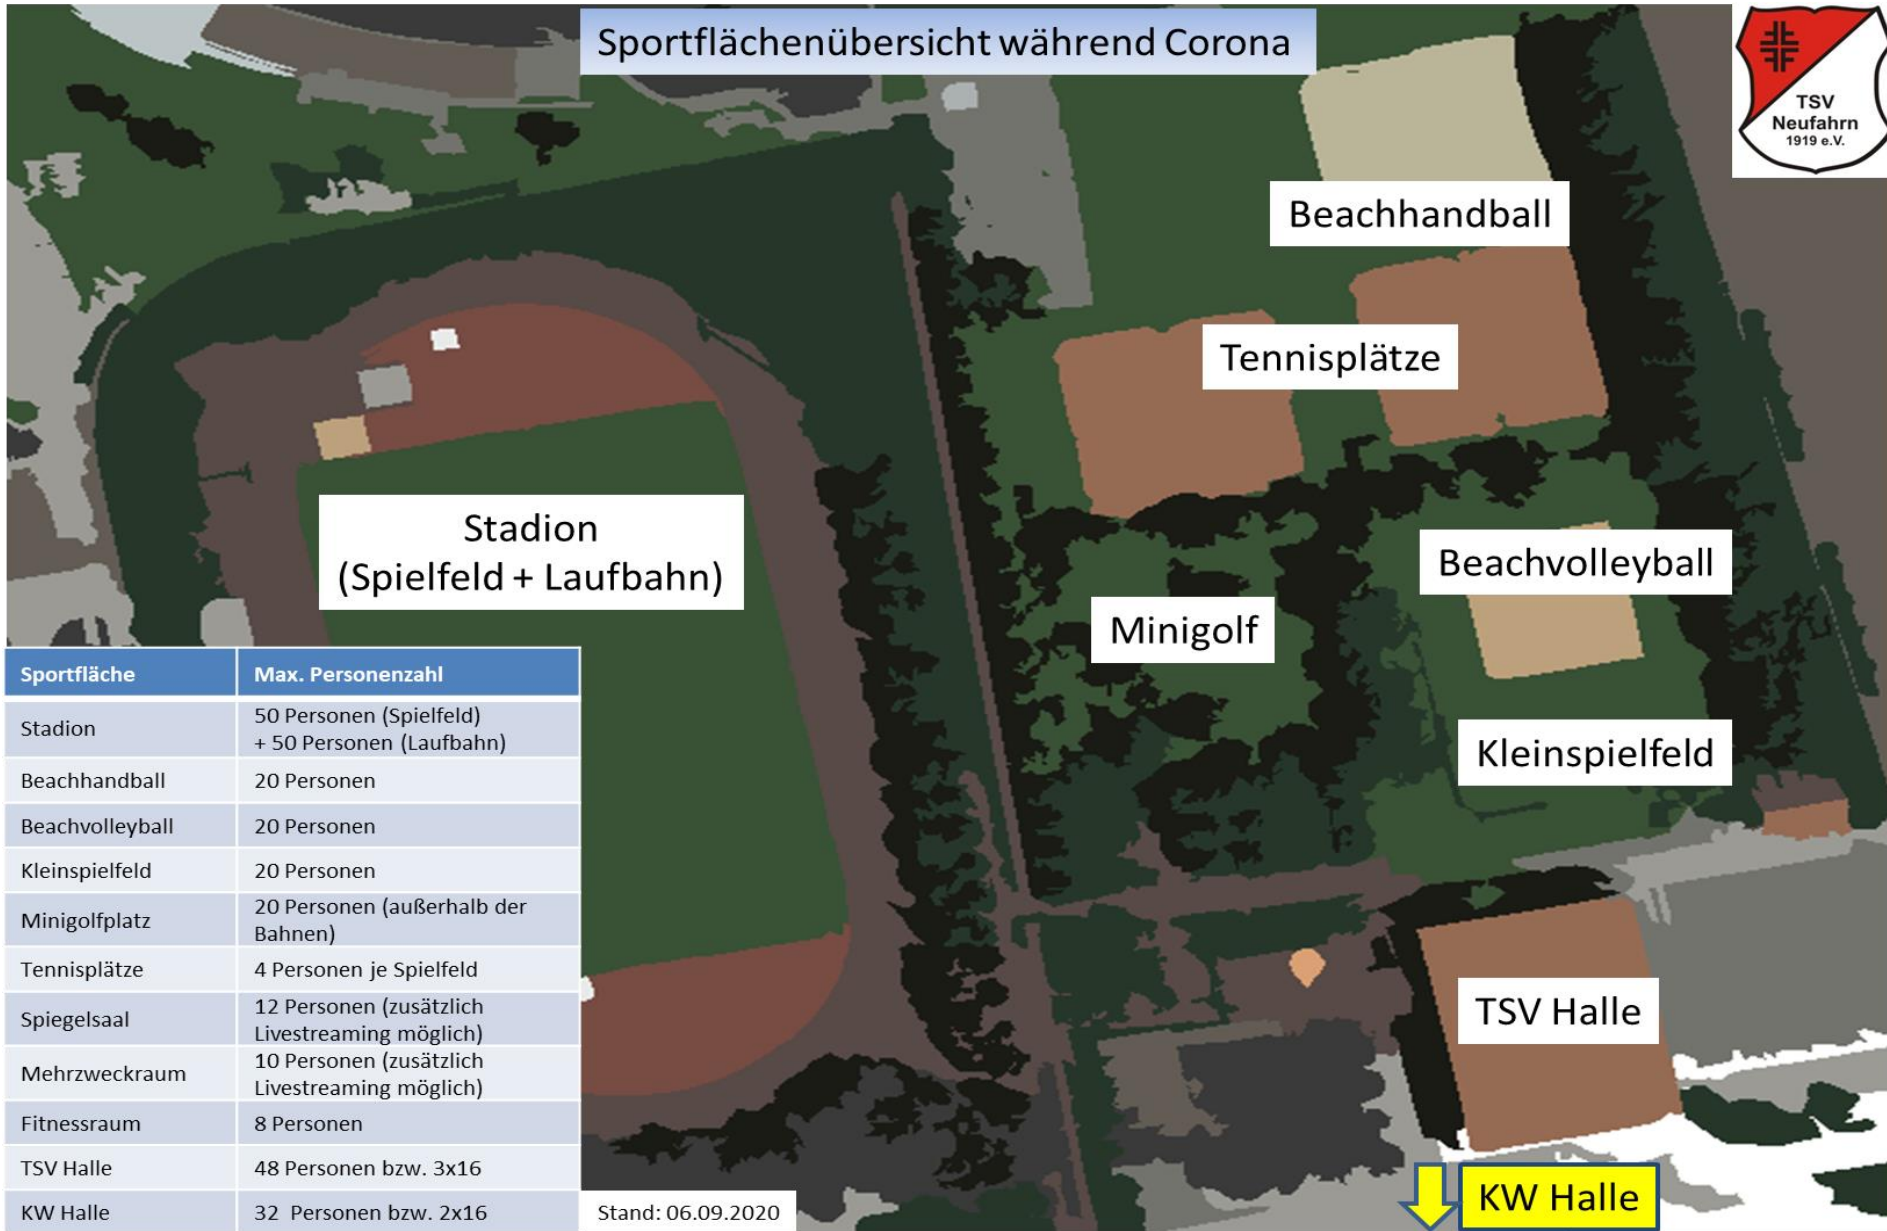 Sportflächenübersicht während Corona
TSV
Neufahrn
1919 e.V.
Beachhandball
Tennisplätze
Stadion
(Spielfeld + Laufbahn)
Beachvolleyball
Minigolf
Kleinspielfeld
TSV Halle
KW Halle
Sportfläche Max. Personenzahl
Stadion 50 Personen (Spielfeld)
+ 50 Personen (Laufbahn)
Beachhandball 20 Personen
Beachvolleyball 20 Personen
Kleinspielfeld 20 Personen
Minigolfplatz 20 Personen (außerhalb der
Bahnen)
Tennisplätze 4 Personen je Spielfeld
Spiegelsaal 12 Personen (zusätzlich
Livestreaming möglich)
Mehrzweckraum 10 Personen (zusätzlich
Livestreaming möglich)
Fitnessraum 8 Personen
TSV Halle 48 Personen bzw. 3x16
KW Halle 32 Personen bzw. 2x16
Stand: 06.09.2020